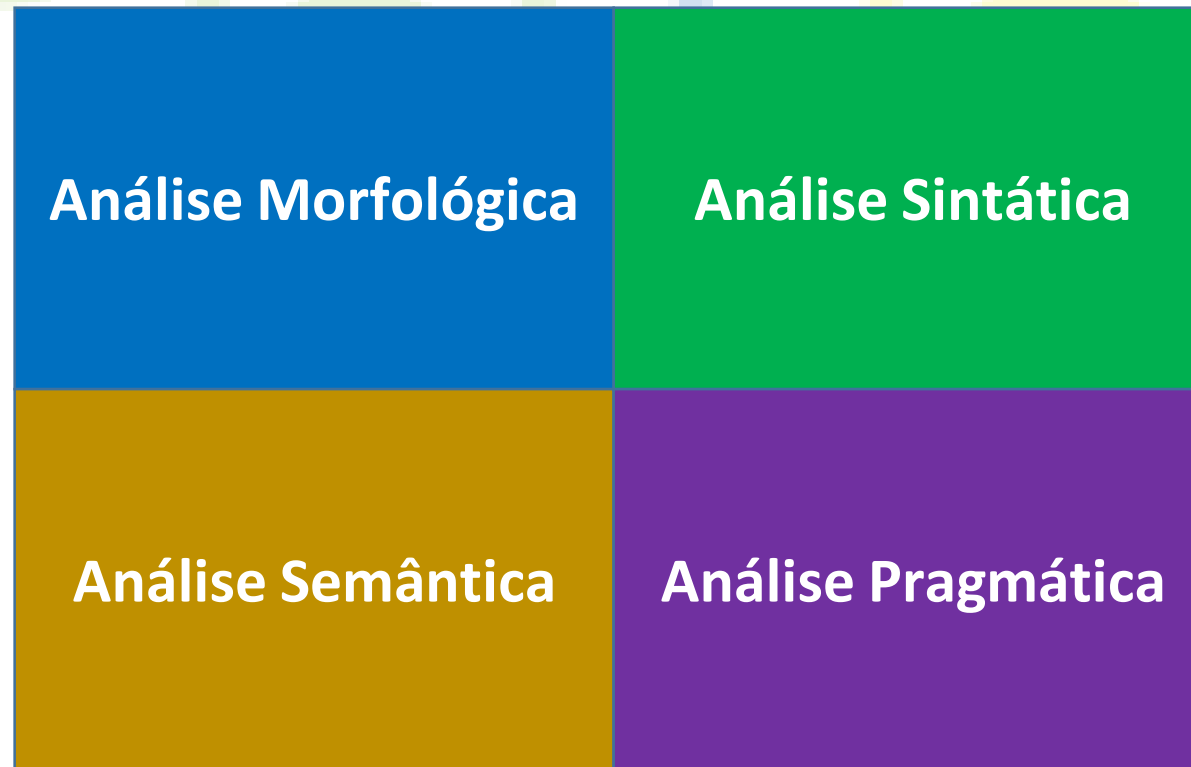 Análise Morfológica
Análise Sintática
Análise Semântica
Análise Pragmática